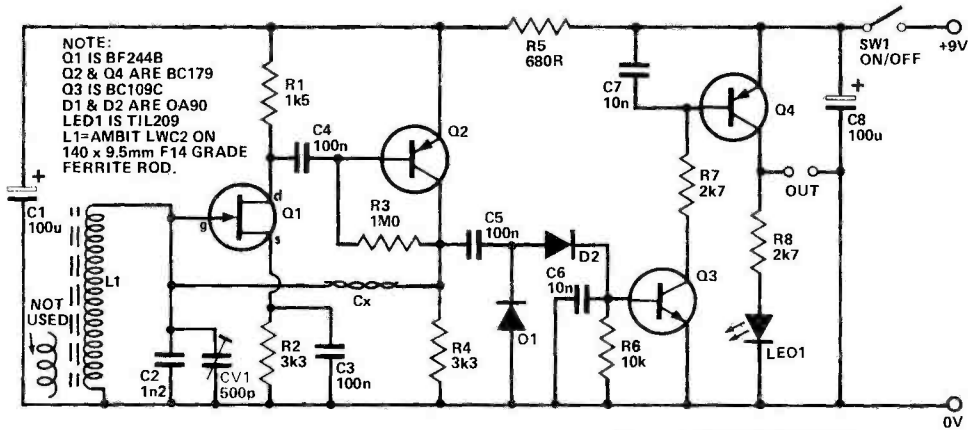 NOTE:
Q1 IS BF244B
Q2 & Q4 ARE BC179
Q3 IS BC109C
D1 & D2 ARE OA90
LED1 IS TIL209
L1=AMBIT LWC2 ON
140 x 9.5mm F14 GRADE
FERRITE ROD.
R1
1k5
C4
100n
Q2
R5
680R
C7
10n
Q4
SW1
ON/OFF
+9V
+
C8
100u
+
C1
100u
L1
NOT
USED
d
g
s
Q1
R3
1M0
C5
100n
D2
R7
2k7
OUT
R8
2k7
Cx
C6
10n
Q3
C2
1n2
CV1
500p
R2
3k3
C3
100n
R4
3k3
D1
R6
10k
LED1
0V